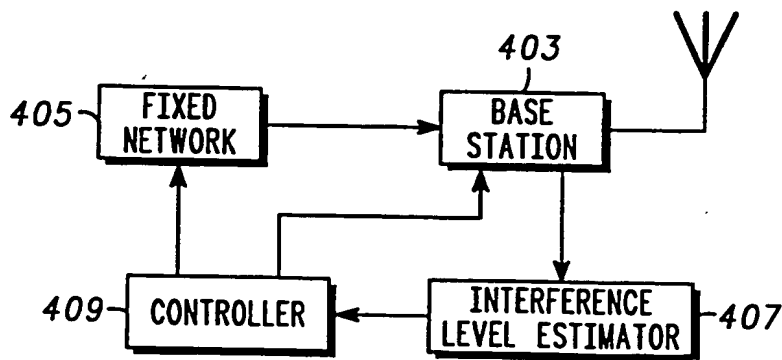 403
405
FIXED
NETWORK
BASE
STATION
409
CONTROLLER
INTERFERENCE
LEVEL ESTIMATOR
407